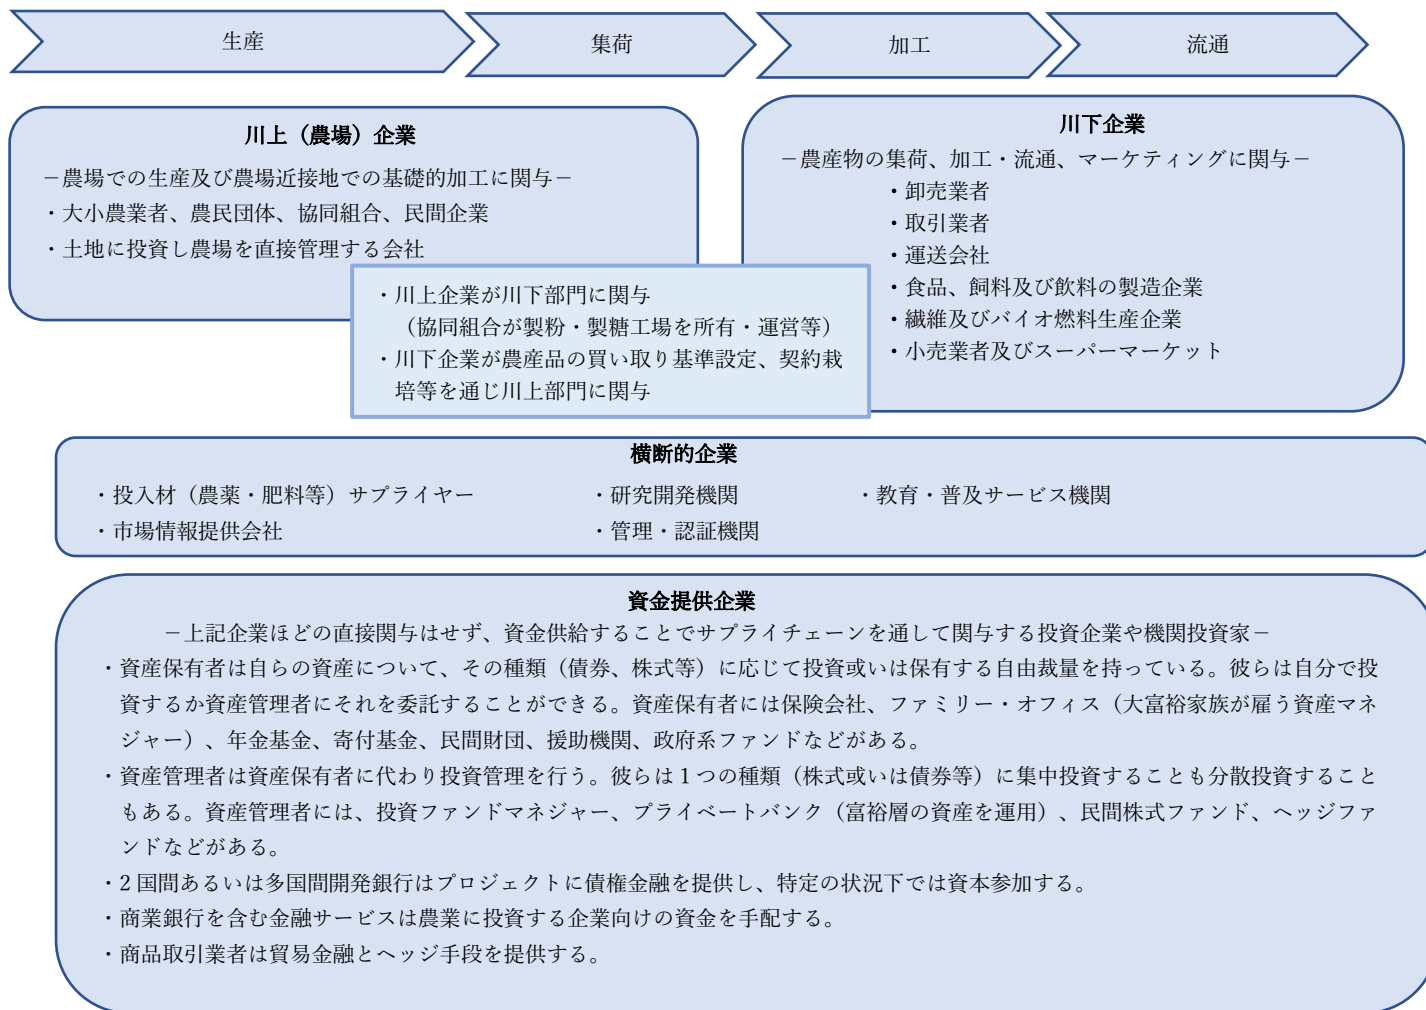 生産
集荷
加工
流通
川上（農場）企業
－農場での生産及び農場近接地での基礎的加工に関与－
・大小農業者、農民団体、協同組合、民間企業
・土地に投資し農場を直接管理する会社
川下企業
－農産物の集荷、加工・流通、マーケティングに関与－
・卸売業者
・取引業者
・運送会社
・食品、飼料及び飲料の製造企業
・繊維及びバイオ燃料生産企業
・小売業者及びスーパーマーケット
・川上企業が川下部門に関与
（協同組合が製粉・製糖工場を所有・運営等）
・川下企業が農産品の買い取り基準設定、契約栽
培等を通じ川上部門に関与
横断的企業
・投入材（農薬・肥料等）サプライヤー
・研究開発機関
・教育・普及サービス機関
・市場情報提供会社
・管理・認証機関
資金提供企業
－上記企業ほどの直接関与はせず、資金供給することでサプライチェーンを通して関与する投資企業や機関投資家－
・資産保有者は自らの資産について、その種類（債券、株式等）に応じて投資或いは保有する自由裁量を持っている。彼らは自分で投
資するか資産管理者にそれを委託することができる。資産保有者には保険会社、ファミリー・オフィス（大富裕家族が雇う資産マネ
ジャー）、年金基金、寄付基金、民間財団、援助機関、政府系ファンドなどがある。
・資産管理者は資産保有者に代わり投資管理を行う。彼らは 1 つの種類（株式或いは債券等）に集中投資することも分散投資すること
もある。資産管理者には、投資ファンドマネジャー、プライベートバンク（富裕層の資産を運用）、民間株式ファンド、ヘッジファ
ンドなどがある。
・2 国間あるいは多国間開発銀行はプロジェクトに債権金融を提供し、特定の状況下では資本参加する。
・商業銀行を含む金融サービスは農業に投資する企業向けの資金を手配する。
・商品取引業者は貿易金融とヘッジ手段を提供する。